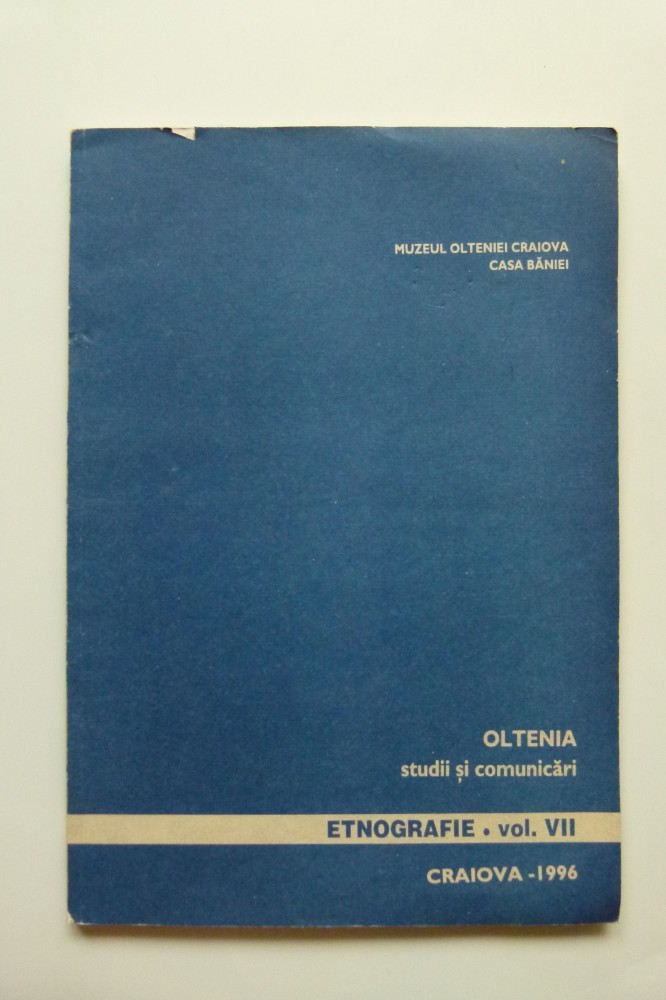 MUZEUL OLTENIEI CRAIOVA
CASA BĂNIEI
OLTENIA
studii și comunicări
ETNOGRAFIE • vol. VII
CRAIOVA -1996